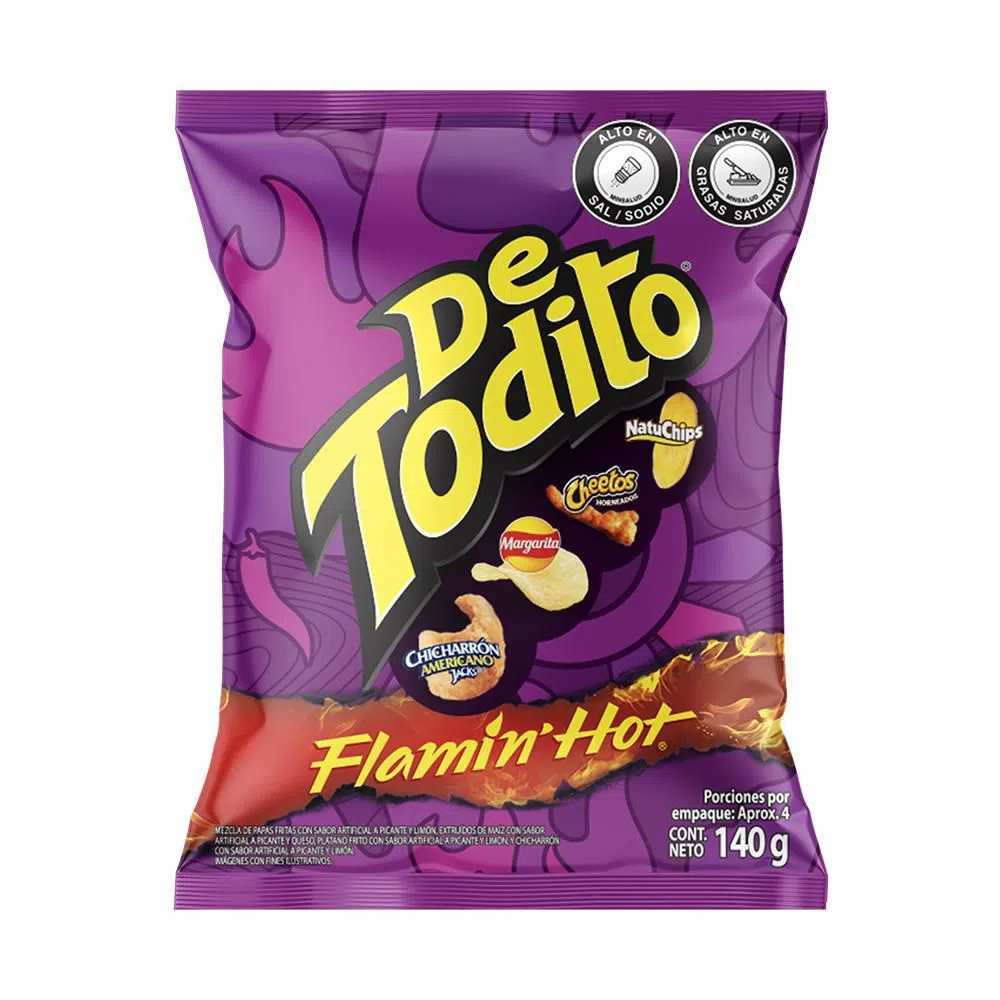 ALTO EN
MINSALUD
SAL / SODIO
ALTO EN
MINSALUD
GRASAS SATURADAS
De
Todito
NatuChips
Cheetos
HORNEADOS
Margarita
CHICHARRÓN
AMERICANO
JACKS
Flamin' Hot
Porciones por
empaque: Aprox. 4
CONT.
NETO 140 g
MEZCLA DE PAPAS FRITAS CON SABOR ARTIFICIAL A PICANTE Y LIMÓN, EXTRUIDOS DE MAÍZ CON SABOR
ARTIFICIAL A PICANTE Y QUESO, PLÁTANO FRITO CON SABOR ARTIFICIAL A PICANTE Y LIMÓN, Y CHICHARRÓN
CON SABOR ARTIFICIAL A PICANTE Y LIMÓN.
IMÁGENES CON FINES ILUSTRATIVOS.